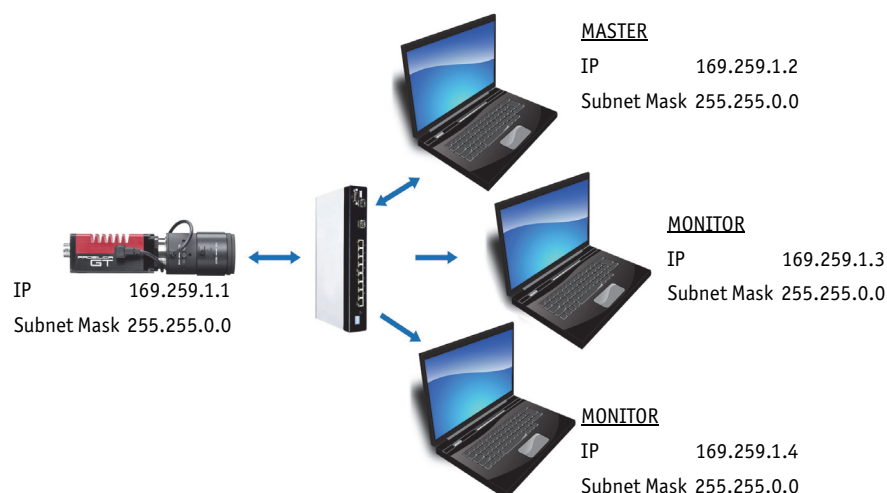 MASTER
IP 169.259.1.2
Subnet Mask 255.255.0.0
PROSILICA
GT
IP 169.259.1.1
Subnet Mask 255.255.0.0
MONITOR
IP 169.259.1.3
Subnet Mask 255.255.0.0
MONITOR
IP 169.259.1.4
Subnet Mask 255.255.0.0